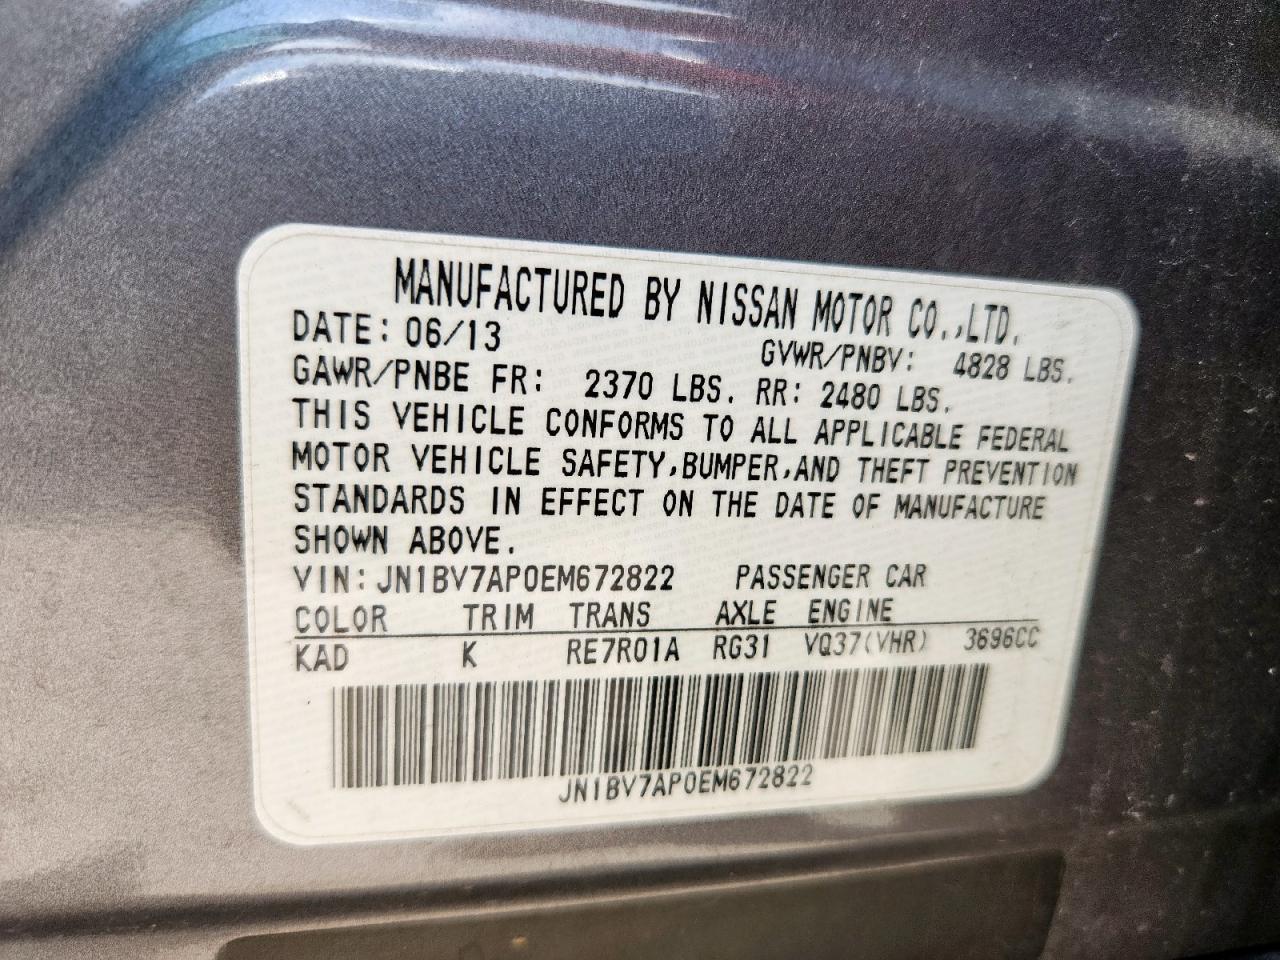 MANUFACTURED BY NISSAN MOTOR CO.,LTD.
DATE: 06/13 GVWR/PNBV: 4828 LBS.
GAWR/PNBE FR: 2370 LBS. RR: 2480 LBS.
THIS VEHICLE CONFORMS TO ALL APPLICABLE FEDERAL
MOTOR VEHICLE SAFETY,BUMPER,AND THEFT PREVENTION
STANDARDS IN EFFECT ON THE DATE OF MANUFACTURE
SHOWN ABOVE.
VIN: JN1BV7AP0EM672822 PASSENGER CAR
COLOR TRIM TRANS AXLE ENGINE
KAD K RE7R01A RG31 VQ37(VHR) 3696CC
JN1BV7AP0EM672822